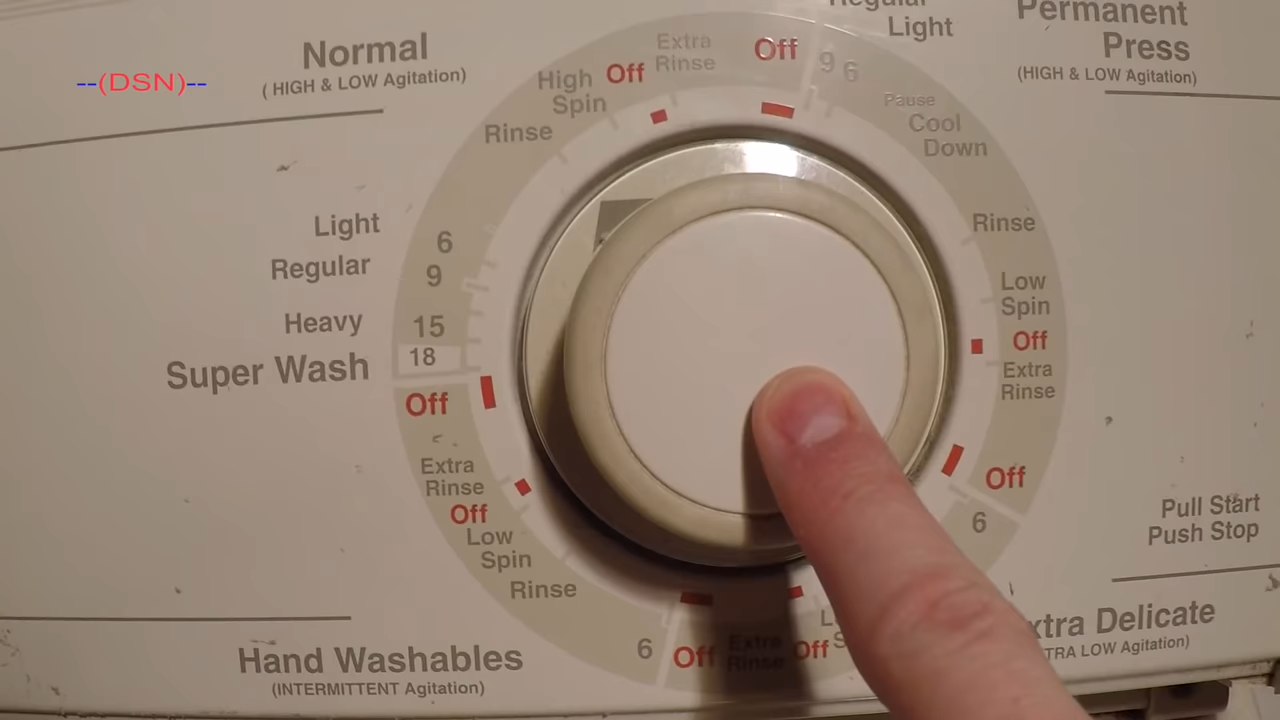 Regular
Light
Permanent
Press
(HIGH & LOW Agitation)
Normal
( HIGH & LOW Agitation)
--(DSN)--
Extra
Rinse
Off
9
6
High
Spin
Off
Rinse
Pause
Cool
Down
Rinse
Low
Spin
Off
Extra
Rinse
Off
6
Light
6
Regular
9
Heavy
15
Super Wash
18
Off
Extra
Rinse
Off
Low
Spin
Rinse
6
Off
Extra
Rinse
Off
Pull Start
Push Stop
Hand Washables
(INTERMITTENT Agitation)
Delicate
LOW Agitation)